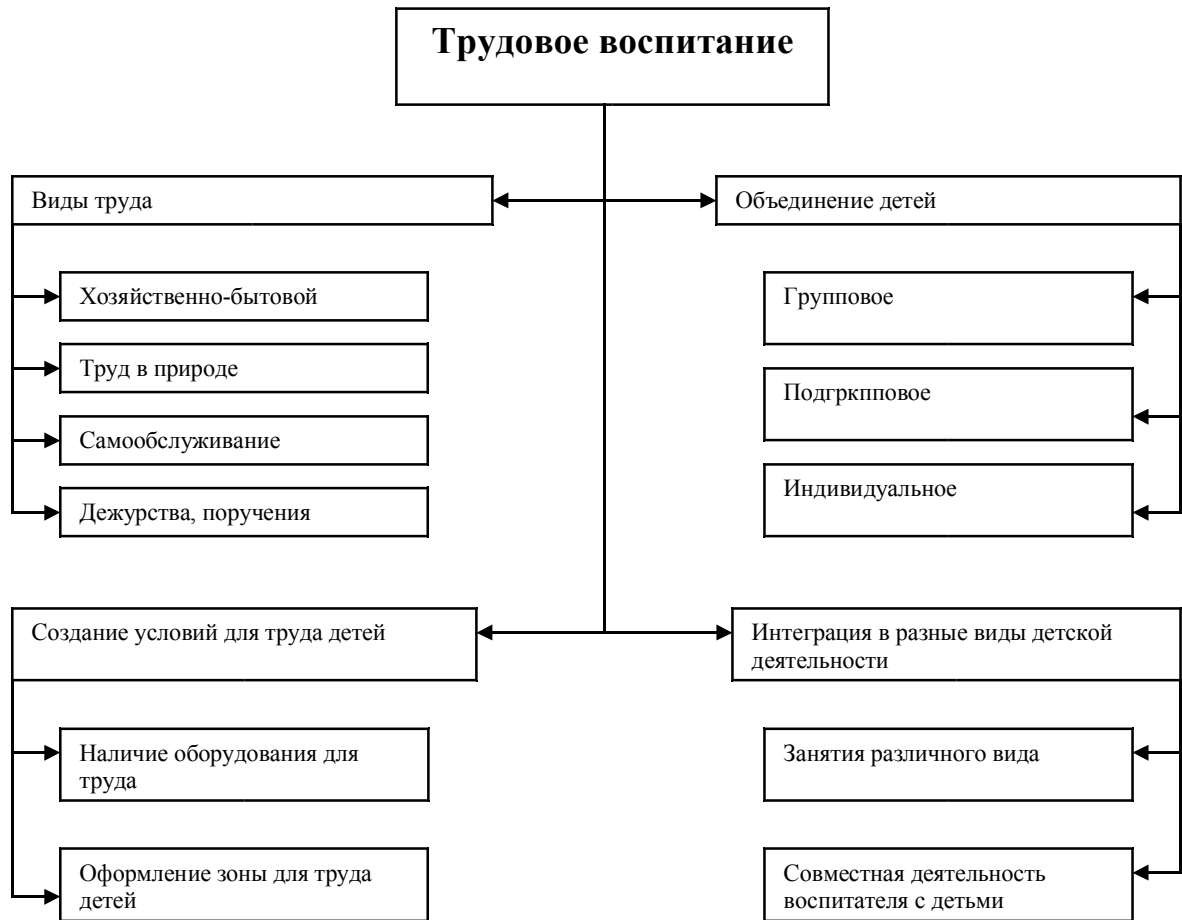 Трудовое воспитание
Виды труда
Хозяйственно-бытовой
Труд в природе
Самообслуживание
Дежурства, поручения
Объединение детей
Групповое
Подгркпповое
Индивидуальное
Создание условий для труда детей
Наличие оборудования для
труда
Оформление зоны для труда
детей
Интеграция в разные виды детской
деятельности
Занятия различного вида
Совместная деятельность
воспитателя с детьми